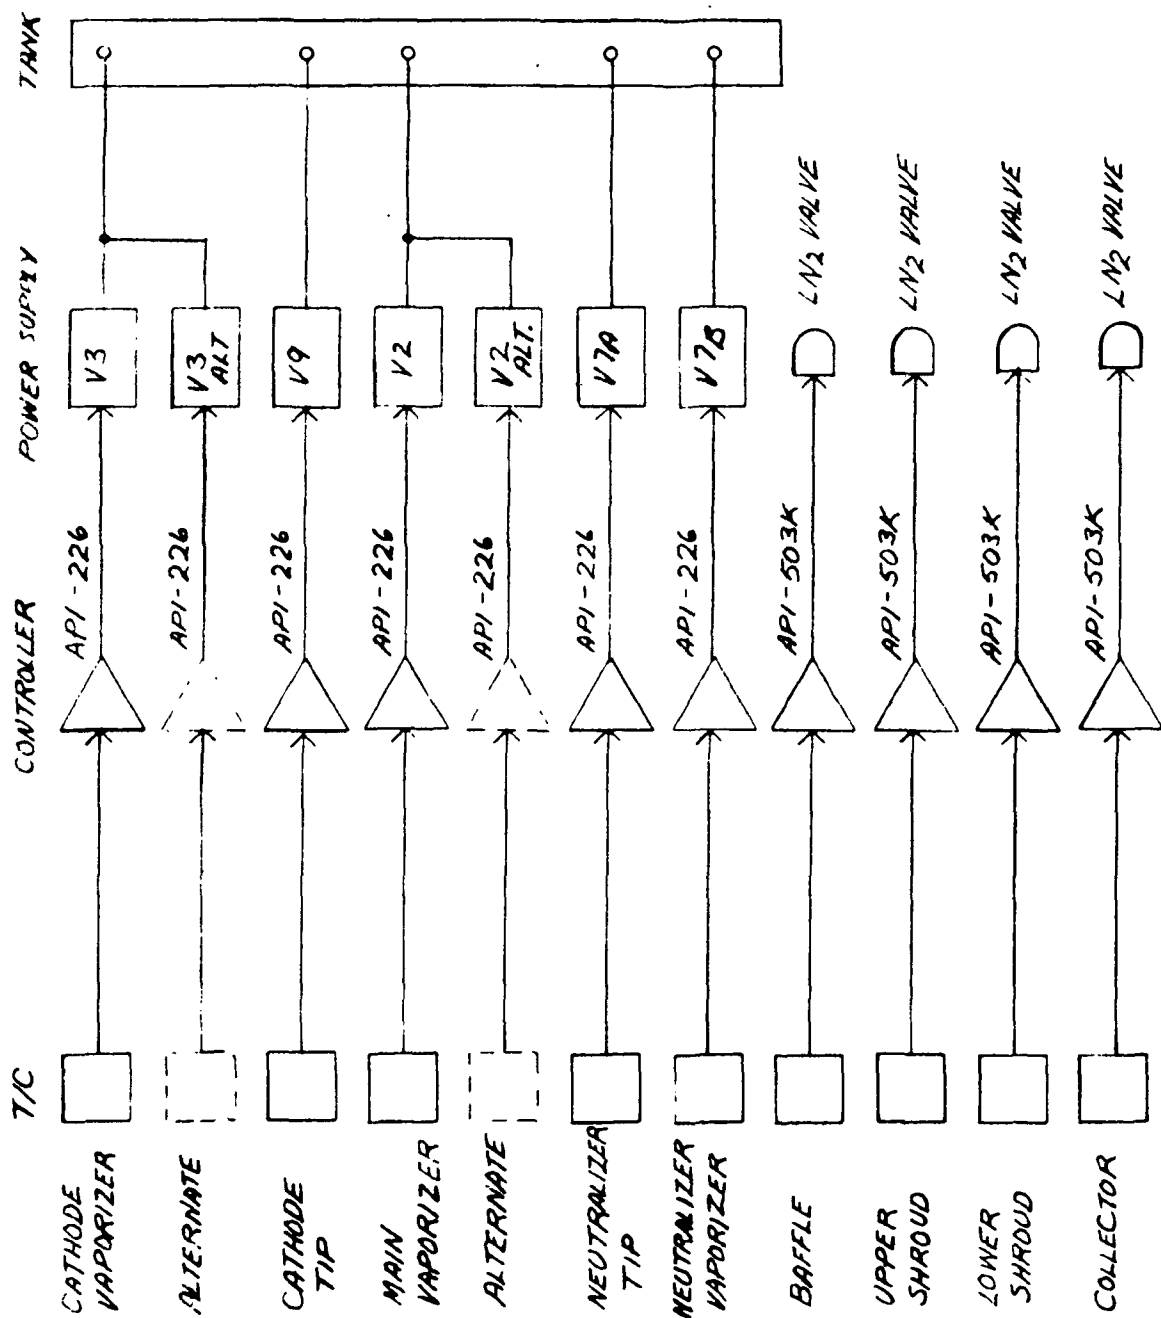 T/C
CONTROLLER
POWER SUPPLY
TANK
CATHODE
VAPORIZER
API-226
V3
ALTERNATE
API-226
V3
ALT
CATHODE
TIP
API-226
V9
MAIN
VAPORIZER
API-226
V2
ALTERNATE
API-226
V2
ALT.
NEUTRALIZER
TIP
API-226
V7A
NEUTRALIZER
VAPORIZER
API-226
V7B
BAFFLE
API-503K
LN2 VALVE
UPPER
SHROUD
API-503K
LN2 VALVE
LOWER
SHROUD
API-503K
LN2 VALVE
COLLECTOR
API-503K
LN2 VALVE